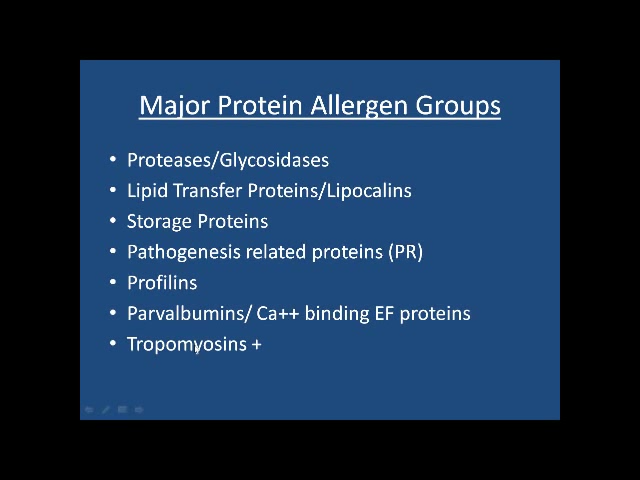 Major Protein Allergen Groups
• Proteases/Glycosidases
• Lipid Transfer Proteins/Lipocalins
• Storage Proteins
• Pathogenesis related proteins (PR)
• Profilins
• Parvalbumins/ Ca++ binding EF proteins
• Tropomyosins +